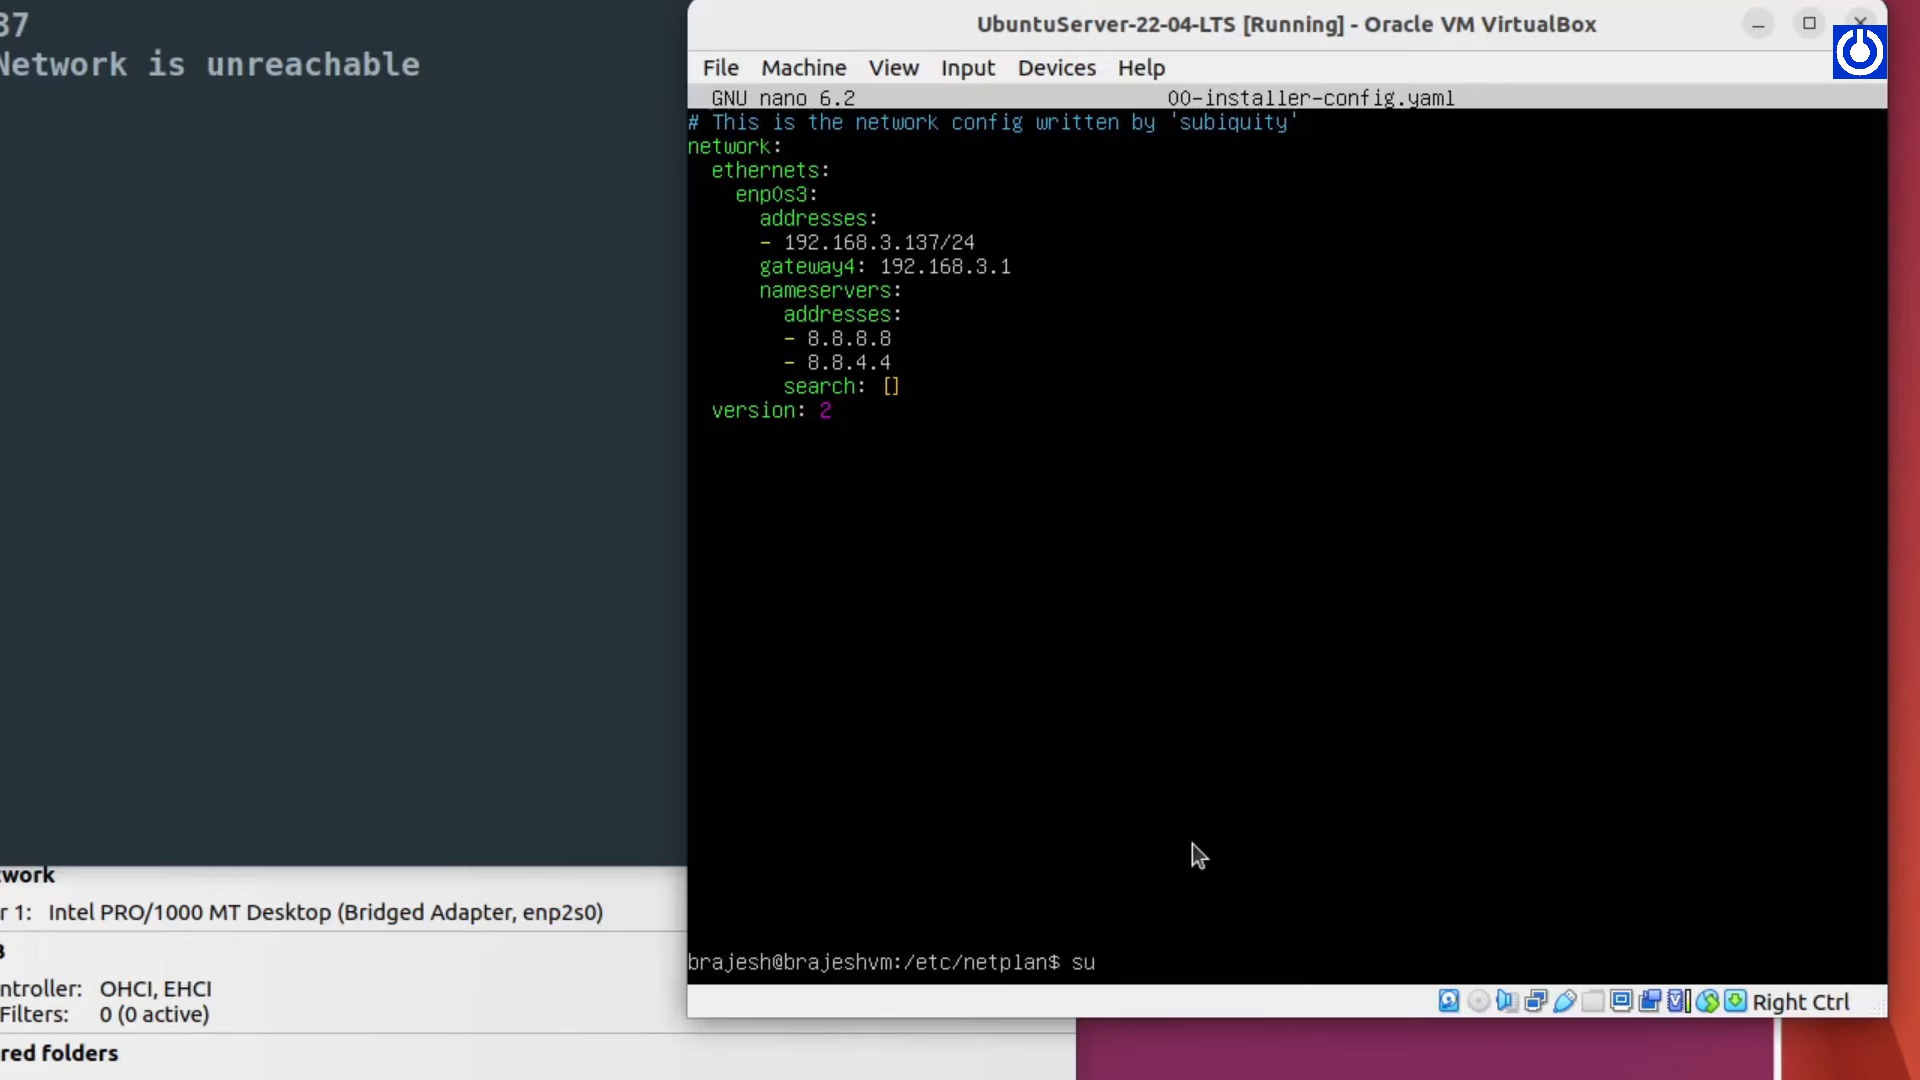 37
Network is unreachable
UbuntuServer-22-04-LTS [Running] - Oracle VM VirtualBox
File Machine View Input Devices Help
GNU nano 6.2 00-installer-config.yaml
# This is the network config written by 'subiquity'
network:
  ethernets:
    enp0s3:
      addresses:
      - 192.168.3.137/24
      gateway4: 192.168.3.1
      nameservers:
        addresses:
        - 8.8.8.8
        - 8.8.4.4
        search: []
  version: 2
brajesh@brajeshvm:/etc/netplan$ su
Right Ctrl
twork
r 1: Intel PRO/1000 MT Desktop (Bridged Adapter, enp2s0)
ntroller: OHCI, EHCI
Filters: 0 (0 active)
red folders